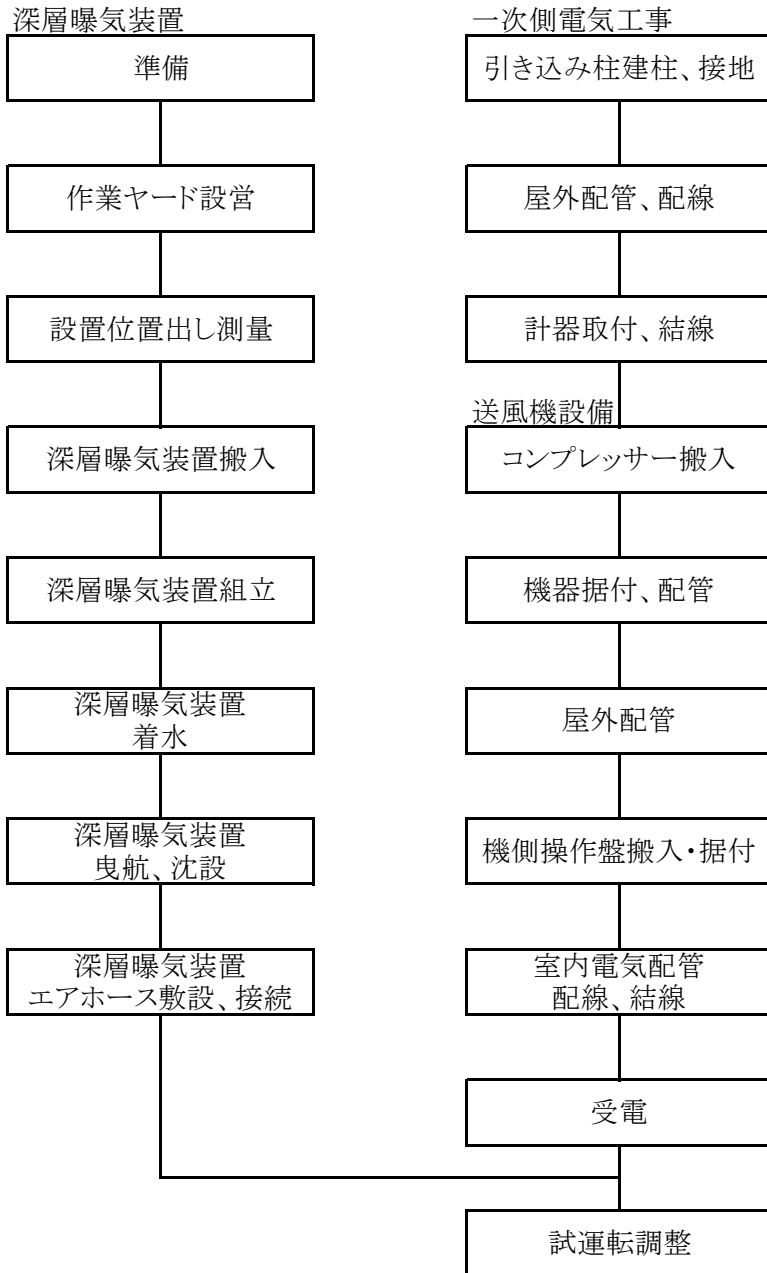 深層曝気装置
準備
作業ヤード設営
設置位置出し測量
深層曝気装置搬入
深層曝気装置組立
深層曝気装置
着水
深層曝気装置
曳航、沈設
深層曝気装置
エアホース敷設、接続
一次側電気工事
引き込み柱建柱、接地
屋外配管、配線
計器取付、結線
送風機設備
コンプレッサー搬入
機器据付、配管
屋外配管
機側操作盤搬入・据付
室内電気配管
配線、結線
受電
試運転調整